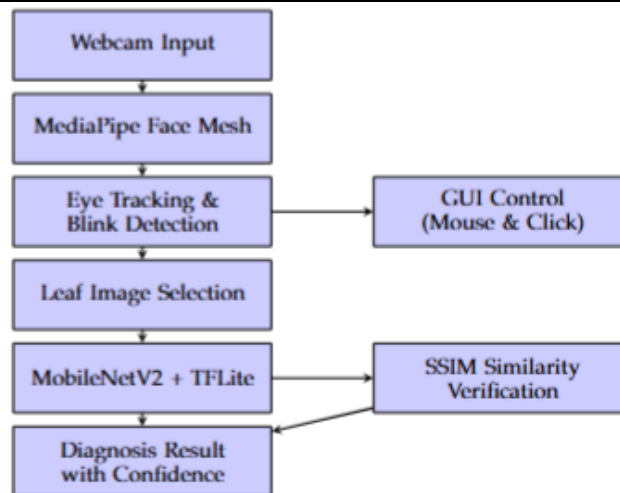 Webcam Input
MediaPipe Face Mesh
Eye Tracking &
Blink Detection
GUI Control
(Mouse & Click)
Leaf Image Selection
MobileNetV2 + TFLite
SSIM Similarity
Verification
Diagnosis Result
with Confidence